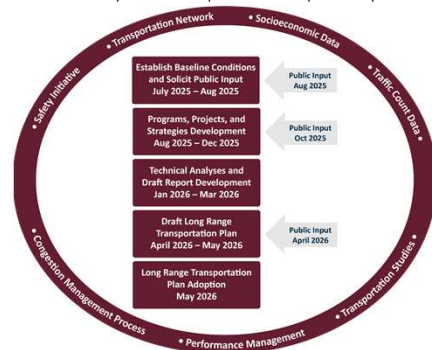 • Transportation Network
• Socioeconomic Data
• Safety Initiative
• Traffic Count Data •
Establish Baseline Conditions
and Solicit Public Input
July 2025 – Aug 2025
Public Input
Aug 2025
Programs, Projects, and
Strategies Development
Aug 2025 – Dec 2025
Public Input
Oct 2025
Technical Analyses and
Draft Report Development
Jan 2026 – Mar 2026
Draft Long Range
Transportation Plan
April 2026 – May 2026
Public Input
April 2026
Long Range Transportation
Plan Adoption
May 2026
• Congestion Management Process
• Performance Management
• Transportation Studies •